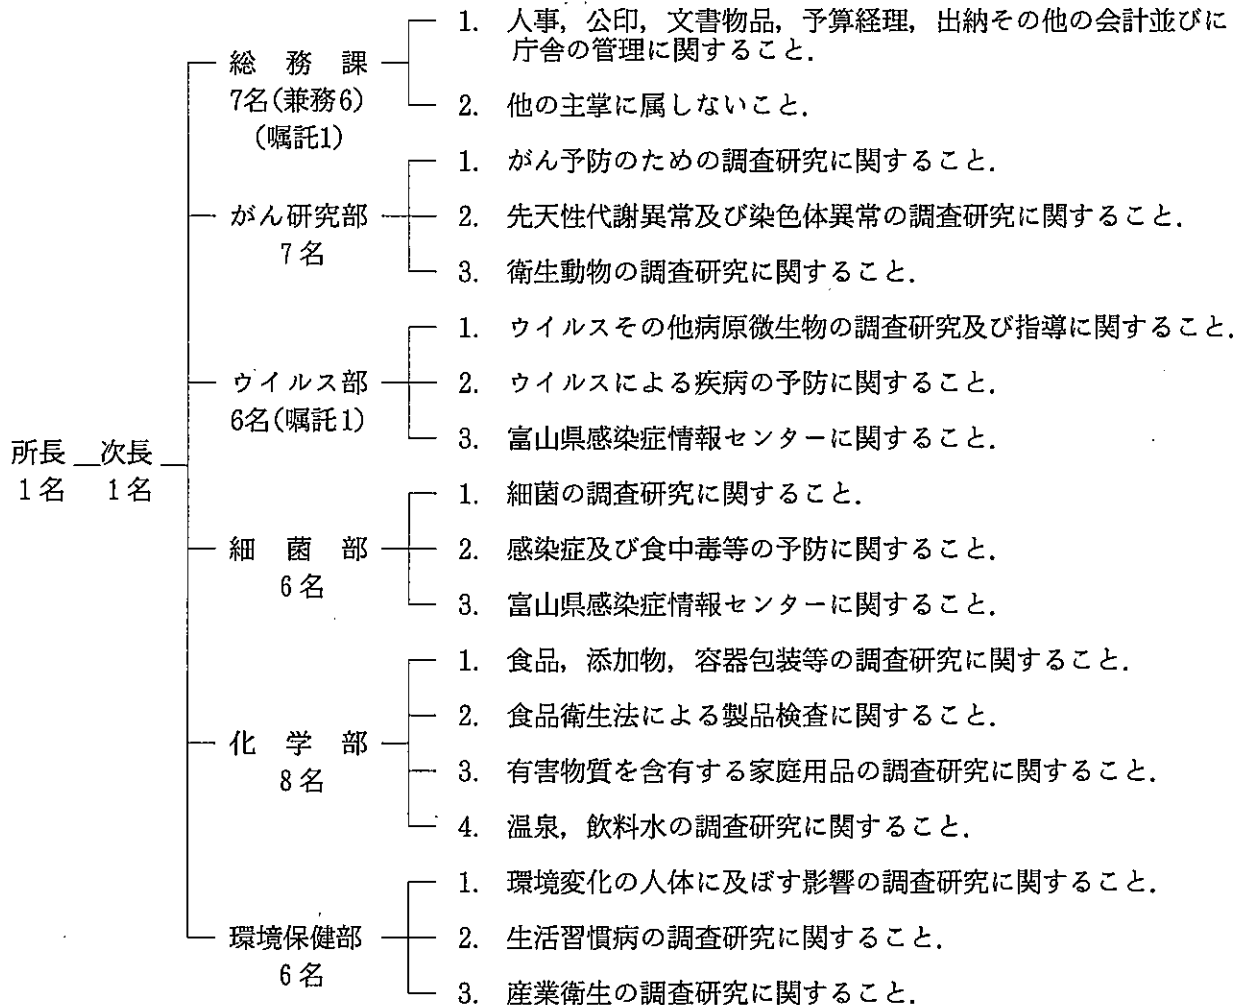 所長 次長
1名 1名
総務課
7名(兼務6)
(嘱託1)
1. 人事，公印，文書物品，予算経理，出納その他の会計並びに
庁舎の管理に関すること．
2. 他の主掌に属しないこと．
がん研究部
7名
1. がん予防のための調査研究に関すること．
2. 先天性代謝異常及び染色体異常の調査研究に関すること．
3. 衛生動物の調査研究に関すること．
ウイルス部
6名(嘱託1)
1. ウイルスその他病原微生物の調査研究及び指導に関すること．
2. ウイルスによる疾病の予防に関すること．
3. 富山県感染症情報センターに関すること．
細菌部
6名
1. 細菌の調査研究に関すること．
2. 感染症及び食中毒等の予防に関すること．
3. 富山県感染症情報センターに関すること．
化学部
8名
1. 食品，添加物，容器包装等の調査研究に関すること．
2. 食品衛生法による製品検査に関すること．
3. 有害物質を含有する家庭用品の調査研究に関すること．
4. 温泉，飲料水の調査研究に関すること．
環境保健部
6名
1. 環境変化の人体に及ぼす影響の調査研究に関すること．
2. 生活習慣病の調査研究に関すること．
3. 産業衛生の調査研究に関すること．